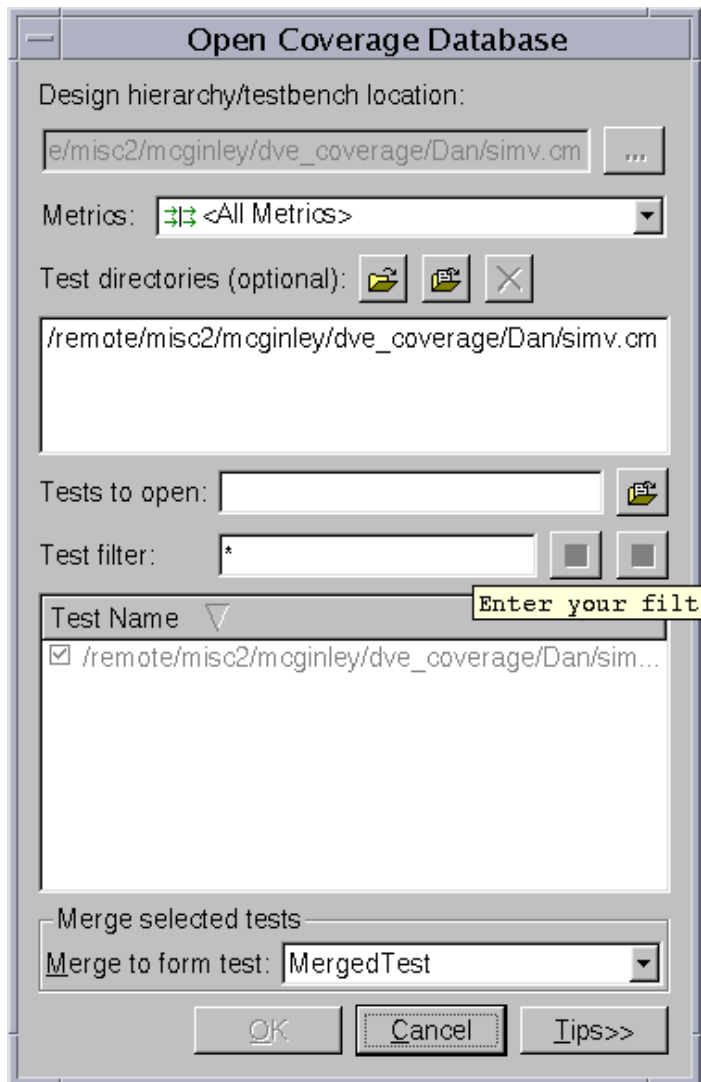 Open Coverage Database
Design hierarchy/testbench location:
e/misc2/mcginley/dve_coverage/Dan/simv.cm
...
Metrics: <All Metrics>
Test directories (optional):
/remote/misc2/mcginley/dve_coverage/Dan/simv.cm
Tests to open:
Test filter: *
Enter your filt
Test Name
/remote/misc2/mcginley/dve_coverage/Dan/sim...
Merge selected tests
Merge to form test: MergedTest
OK Cancel Tips>>